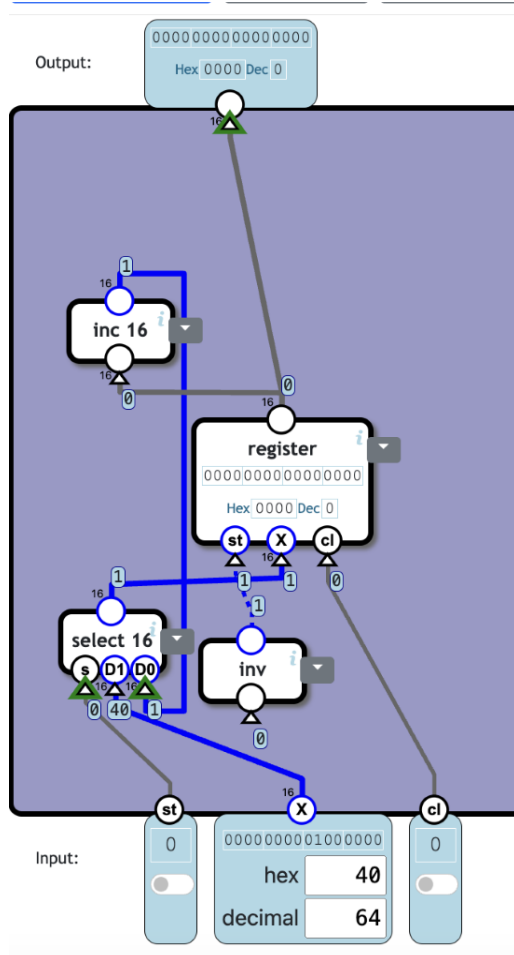 Output:
0000000000000000
Hex 0000 Dec 0
16
1
16
inc 16 i
16
0
0
16
register i
0000000000000000
Hex 0000 Dec 0
st X cl
16
1
1
1
0
16
1
select 16 i
s D1 D0
16
16
0
40
1
inv i
0
16
st X cl
Input:
0
0000000001000000
0
hex 40
decimal 64